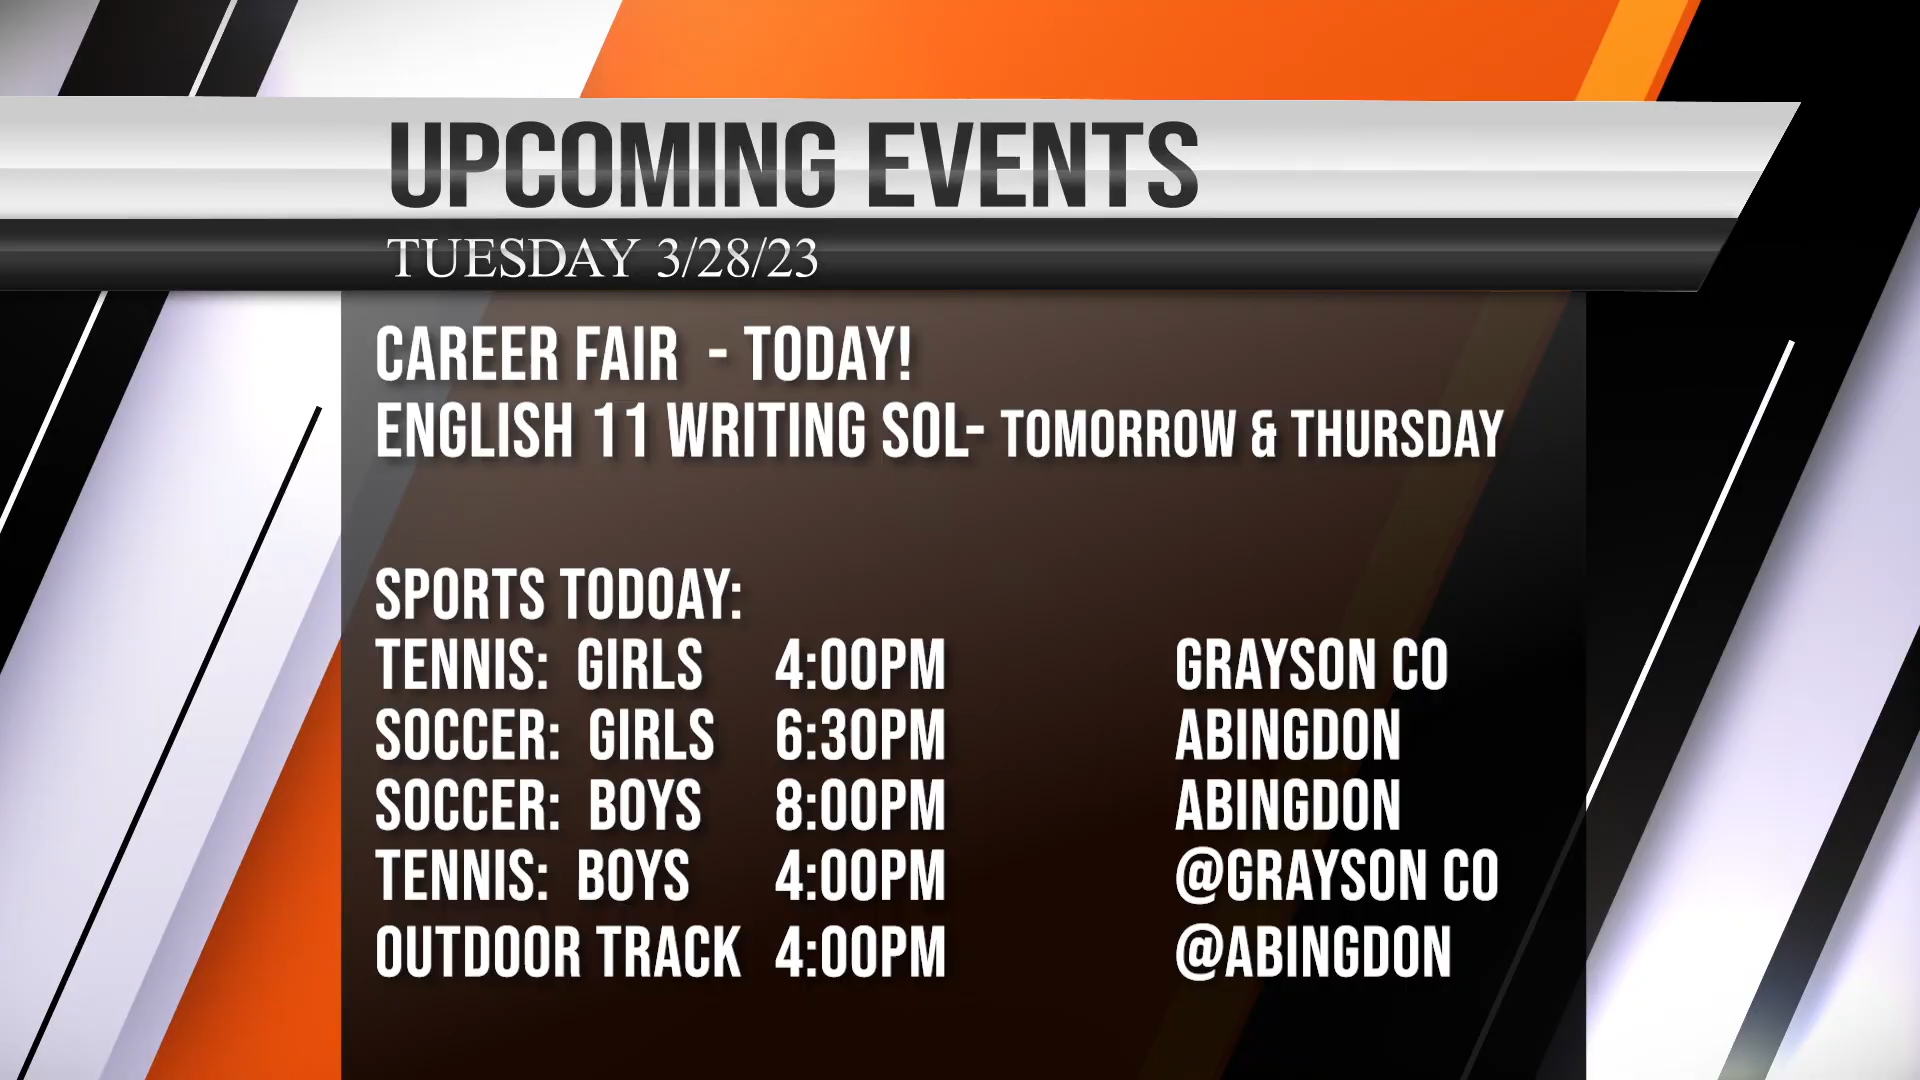 UPCOMING EVENTS
TUESDAY 3/28/23
CAREER FAIR - TODAY!
ENGLISH 11 WRITING SOL- TOMORROW & THURSDAY
SPORTS TODOAY:
TENNIS: GIRLS 4:00PM GRAYSON CO
SOCCER: GIRLS 6:30PM ABINGDON
SOCCER: BOYS 8:00PM ABINGDON
TENNIS: BOYS 4:00PM @GRAYSON CO
OUTDOOR TRACK 4:00PM @ABINGDON